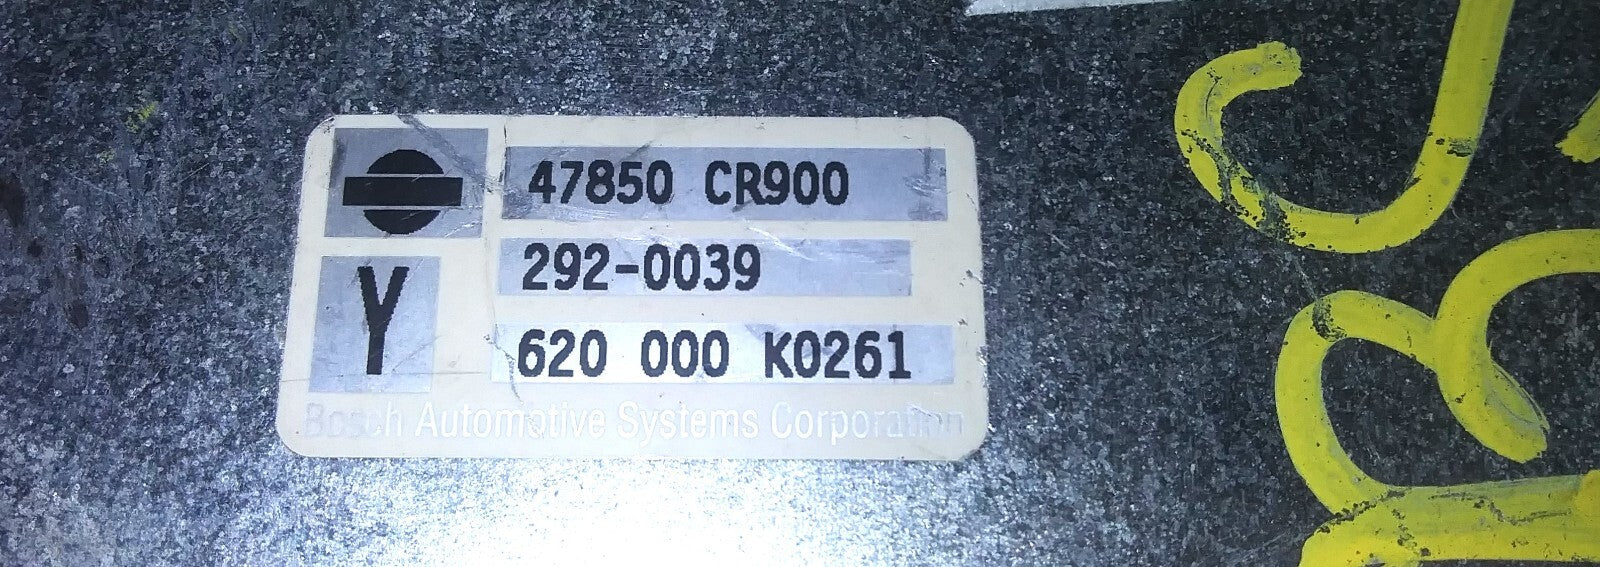 47850 CR900
292-0039
Y
620 000 K0261
Bosch Automotive Systems Corporation